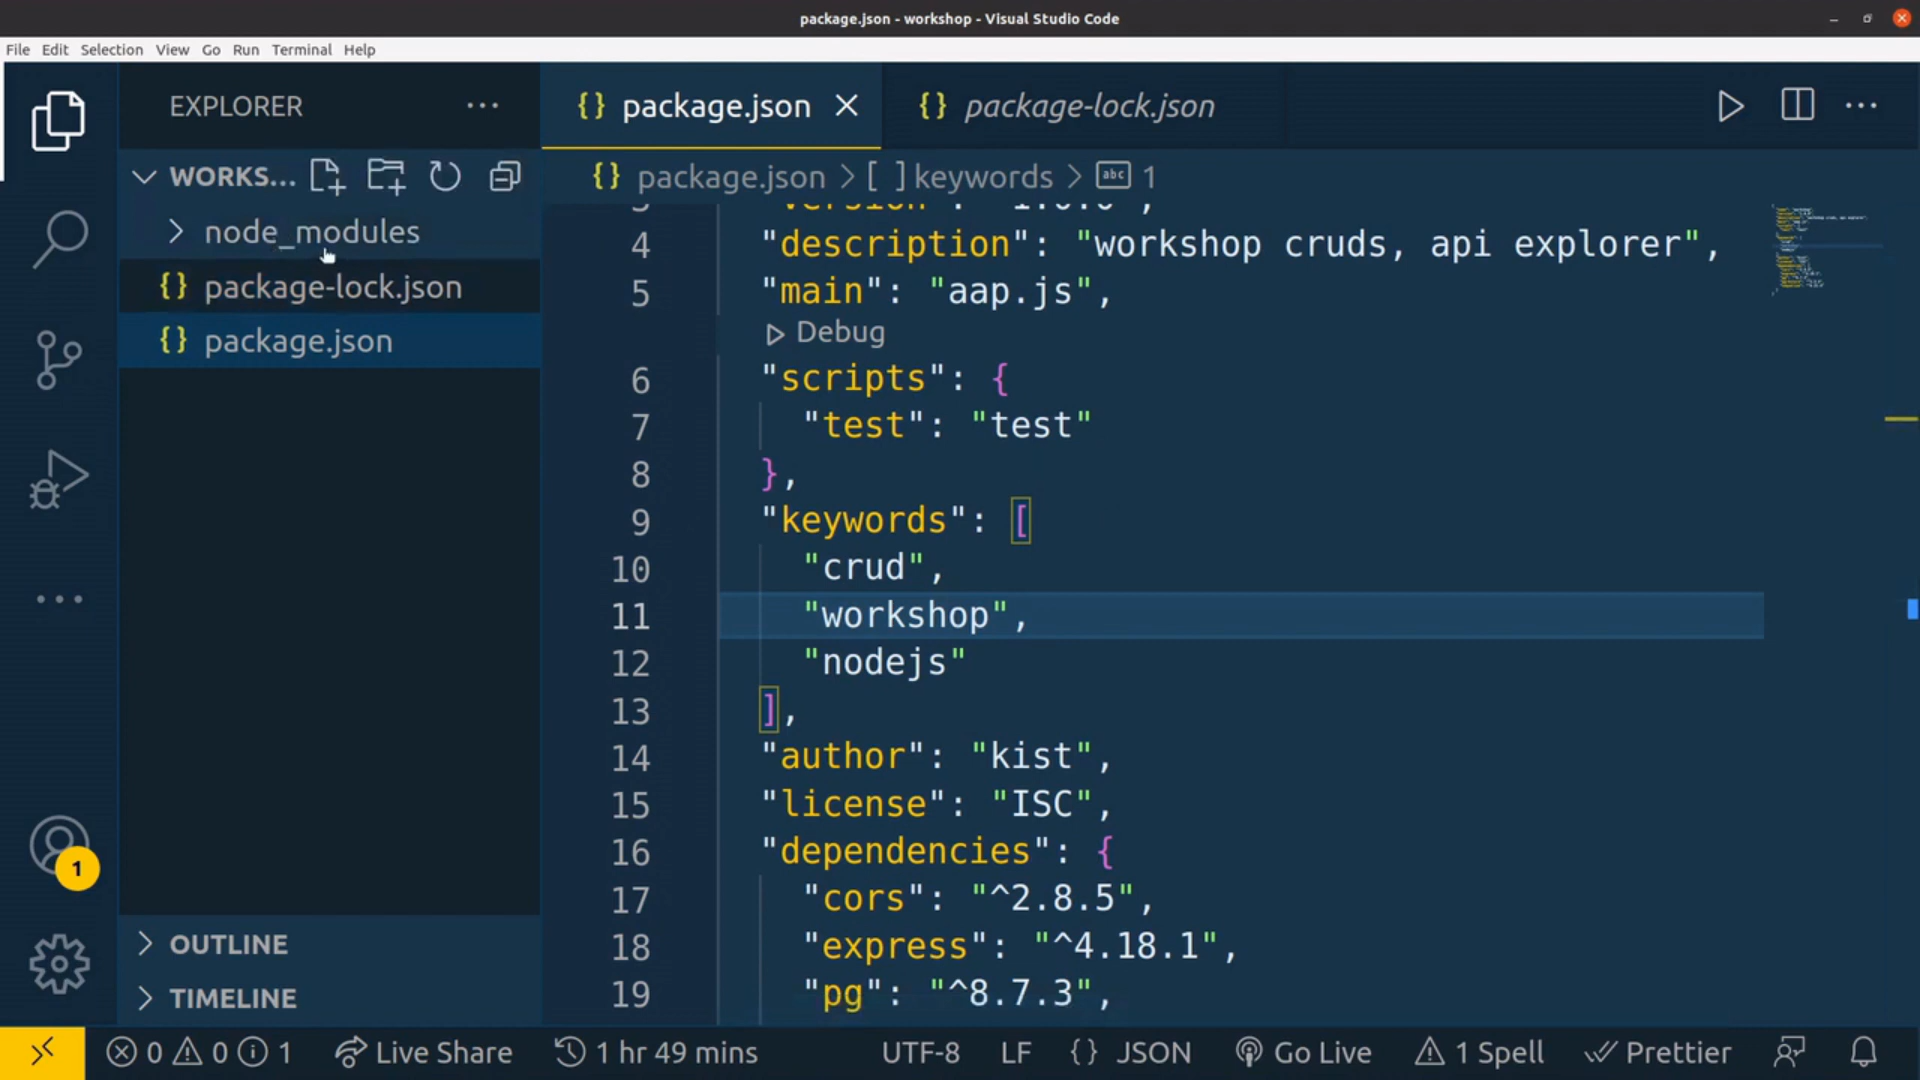 package.json - workshop - Visual Studio Code
File Edit Selection View Go Run Terminal Help
EXPLORER
package.json
package-lock.json
WORKS...
package.json > [ ] keywords > abc 1
node_modules
package-lock.json
package.json
4 "description": "workshop cruds, api explorer",
5 "main": "aap.js",
Debug
6 "scripts": {
7 "test": "test"
8 },
9 "keywords": [
10 "crud",
11 "workshop",
12 "nodejs"
13 ],
14 "author": "kist",
15 "license": "ISC",
16 "dependencies": {
17 "cors": "^2.8.5",
18 "express": "^4.18.1",
19 "pg": "^8.7.3",
1
OUTLINE
TIMELINE
0 0 1 Live Share 1 hr 49 mins UTF-8 LF {} JSON Go Live 1 Spell Prettier